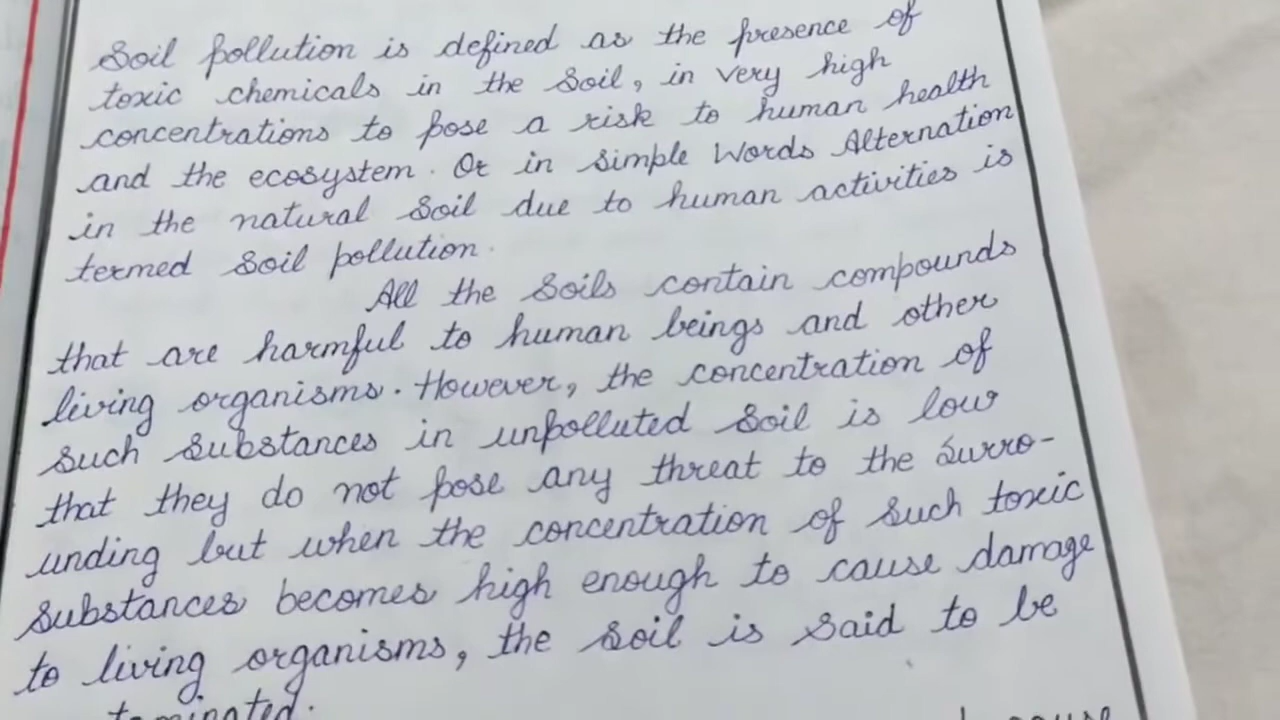 Soil pollution is defined as the presence of
toxic chemicals in the Soil, in very high
concentrations to pose a risk to human health
and the ecosystem. Or in simple Words Alternation
in the natural Soil due to human activities is
termed Soil pollution.
All the Soils contain compounds
that are harmful to human beings and other
living organisms. However, the concentration of
such substances in unpolluted Soil is low
that they do not pose any threat to the surro-
unding but when the concentration of such toxic
substances becomes high enough to cause damage
to living organisms, the soil is said to be
taminated.